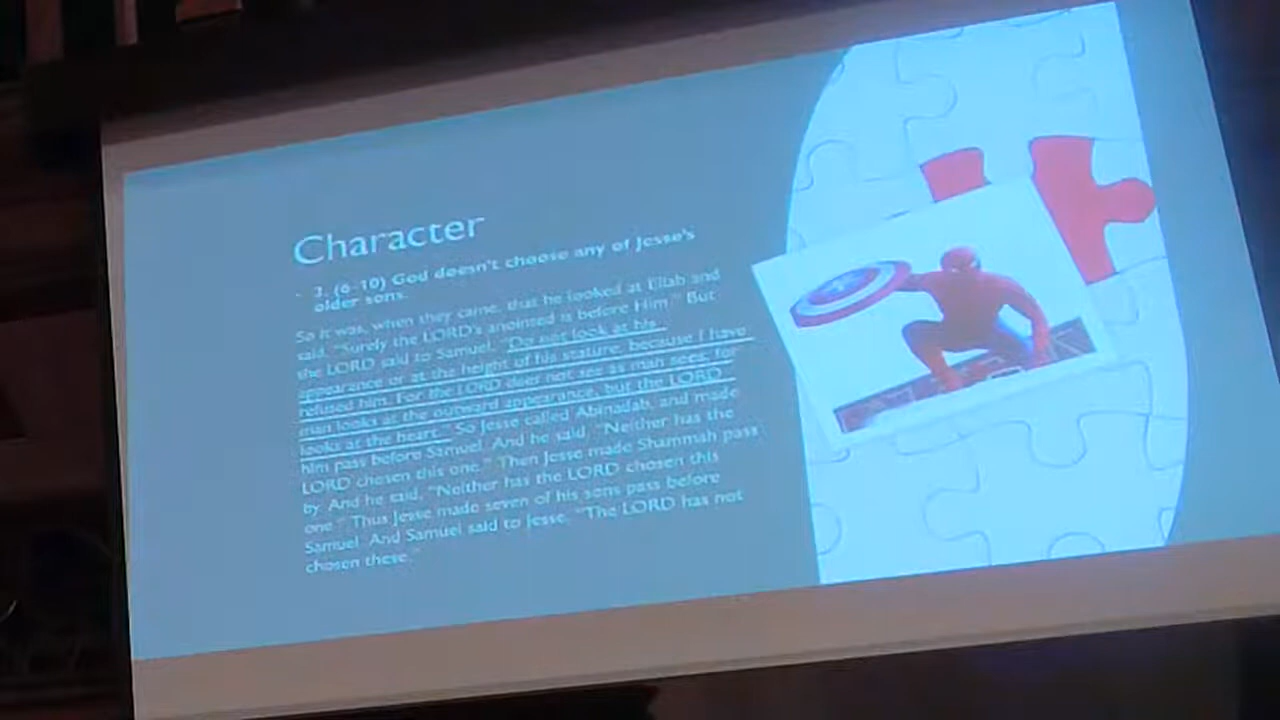 Character
- 3. (6-10) God doesn't choose any of Jesse's
older sons.
So it was, when they came, that he looked at Eliab and
said, "Surely the LORD's anointed is before Him." But
the LORD said to Samuel, "Do not look at his
appearance or at the height of his stature, because I have
refused him. For the LORD does not see as man sees, for
man looks at the outward appearance, but the LORD
looks at the heart." So Jesse called Abinadab, and made
him pass before Samuel. And he said, "Neither has the
LORD chosen this one." Then Jesse made Shammah pass
by. And he said, "Neither has the LORD chosen this
one." Thus Jesse made seven of his sons pass before
Samuel. And Samuel said to Jesse, "The LORD has not
chosen these."